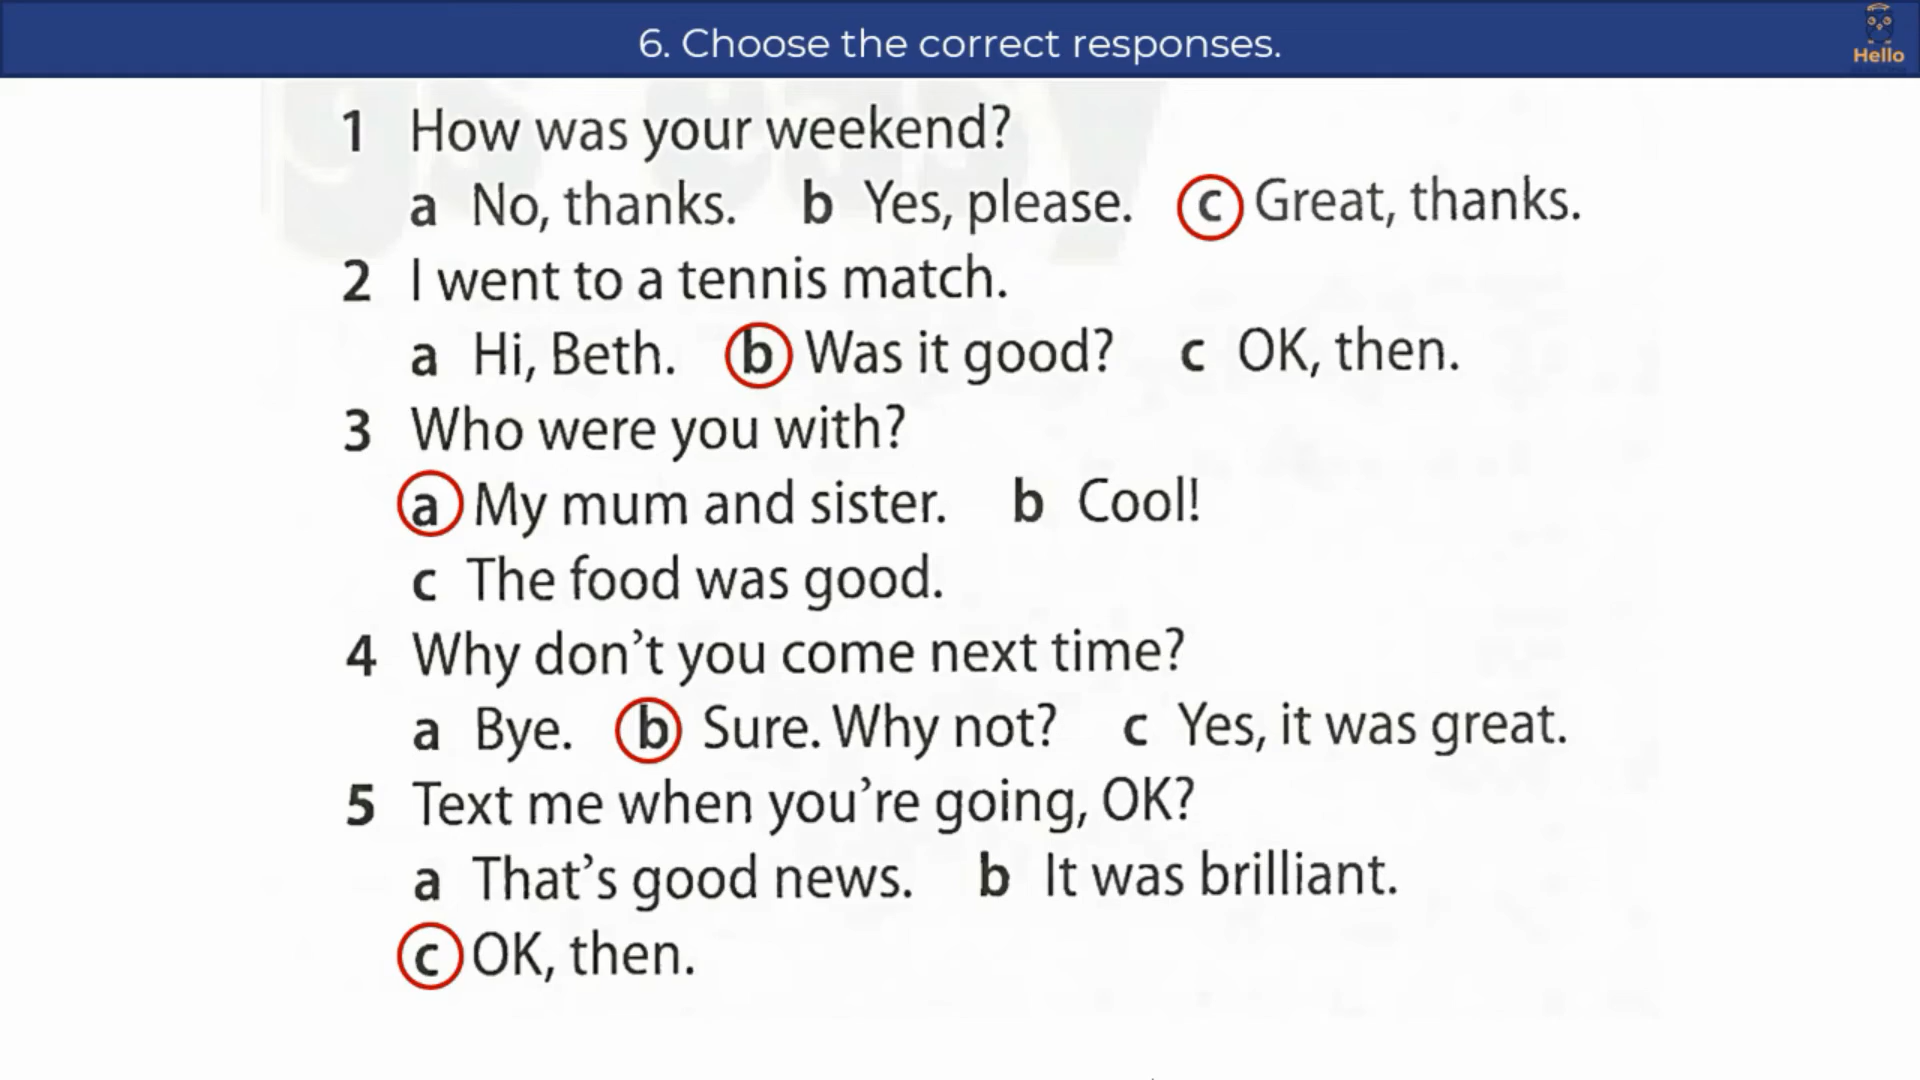 6. Choose the correct responses.
Hello
1 How was your weekend?
a No, thanks. b Yes, please. c Great, thanks.
2 I went to a tennis match.
a Hi, Beth. b Was it good? c OK, then.
3 Who were you with?
a My mum and sister. b Cool!
c The food was good.
4 Why don't you come next time?
a Bye. b Sure. Why not? c Yes, it was great.
5 Text me when you're going, OK?
a That's good news. b It was brilliant.
c OK, then.